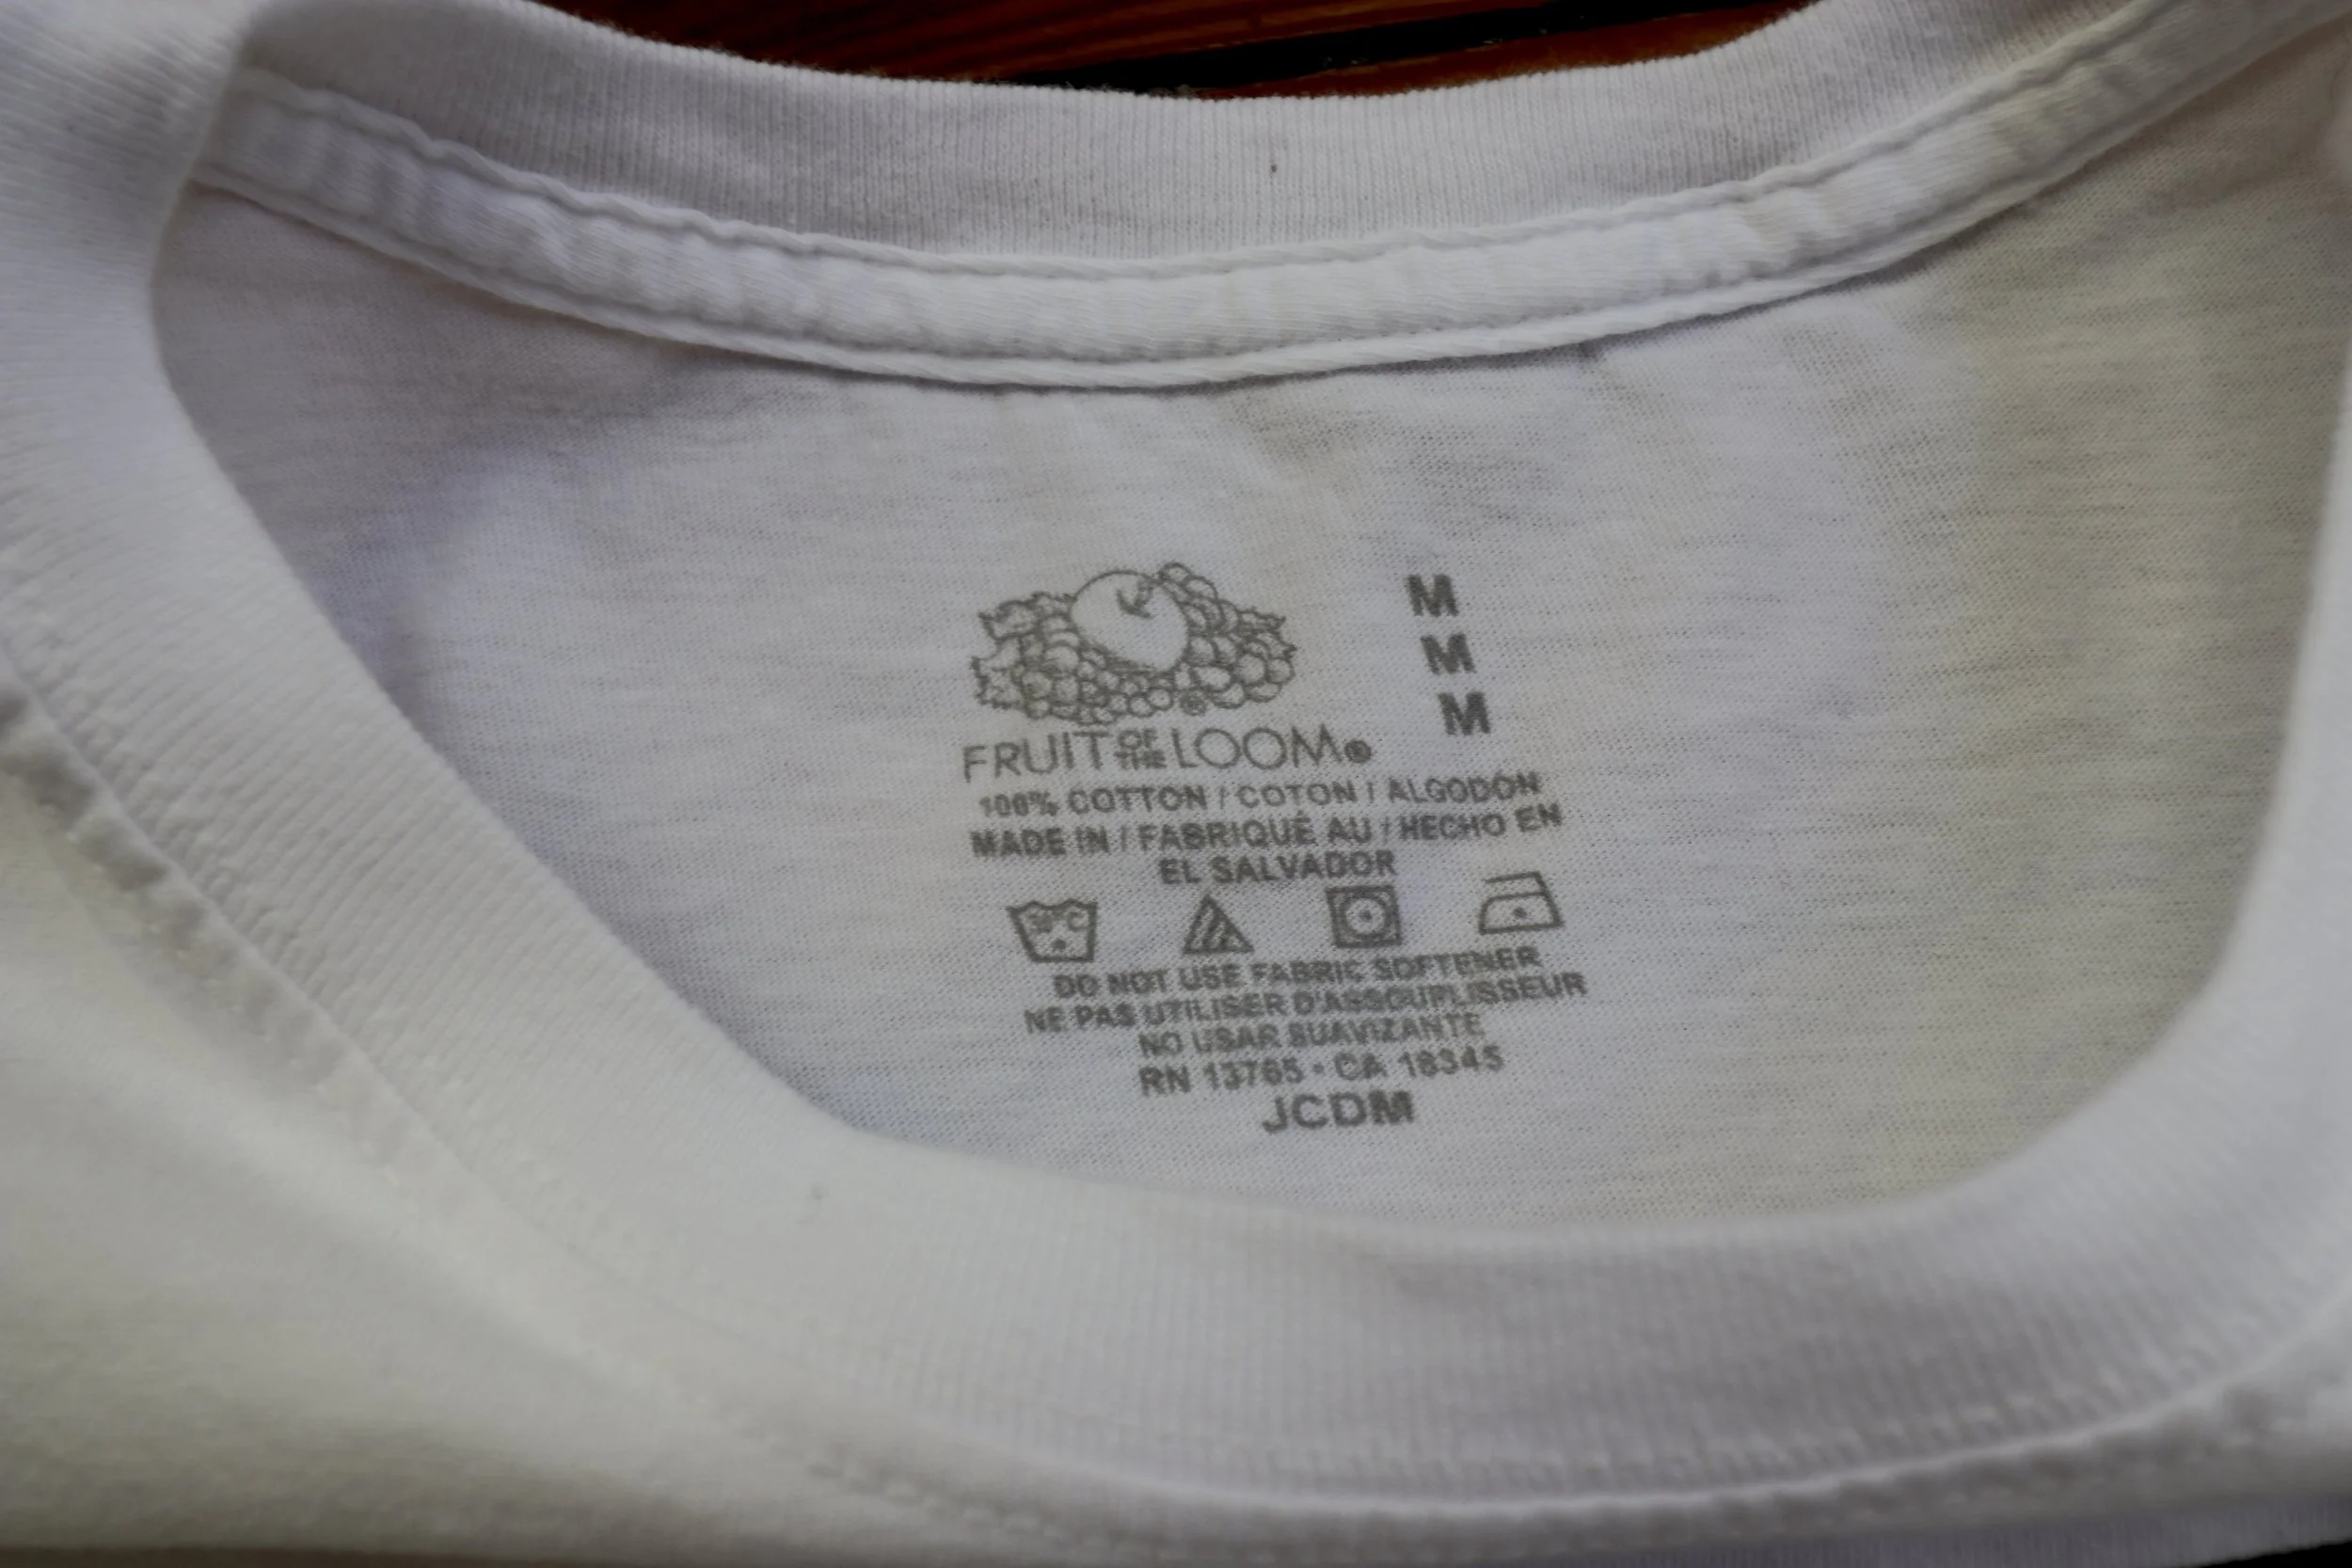 M
M
M
FRUIT OF THE LOOM®
100% COTTON / COTON / ALGODÓN
MADE IN / FABRIQUÉ AU / HECHO EN
EL SALVADOR
DO NOT USE FABRIC SOFTENER
NE PAS UTILISER D'ASSOUPLISSEUR
NO USAR SUAVIZANTE
RN 13765 • CA 18345
JCDM